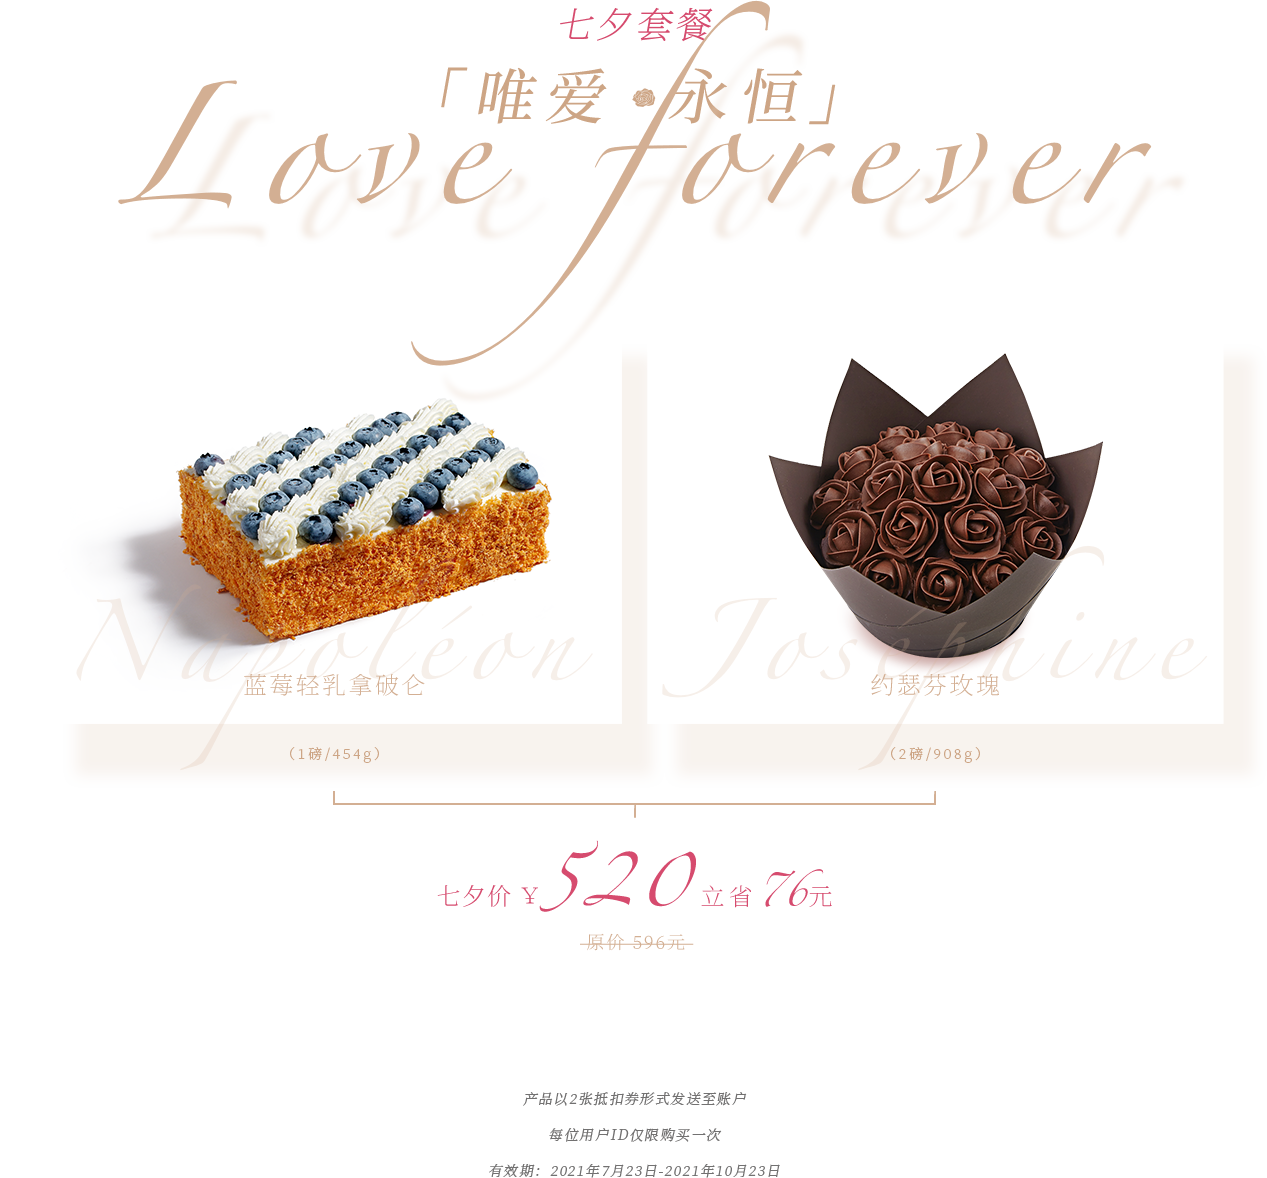 七夕套餐
「唯爱永恒」
Love forever
Napoléon
蓝莓轻乳拿破仑
（1磅/454g）
Joséphine
约瑟芬玫瑰
（2磅/908g）
七夕价 ¥520 立省 76元
原价 596元
产品以2张抵扣券形式发送至账户
每位用户ID仅限购买一次
有效期：2021年7月23日-2021年10月23日